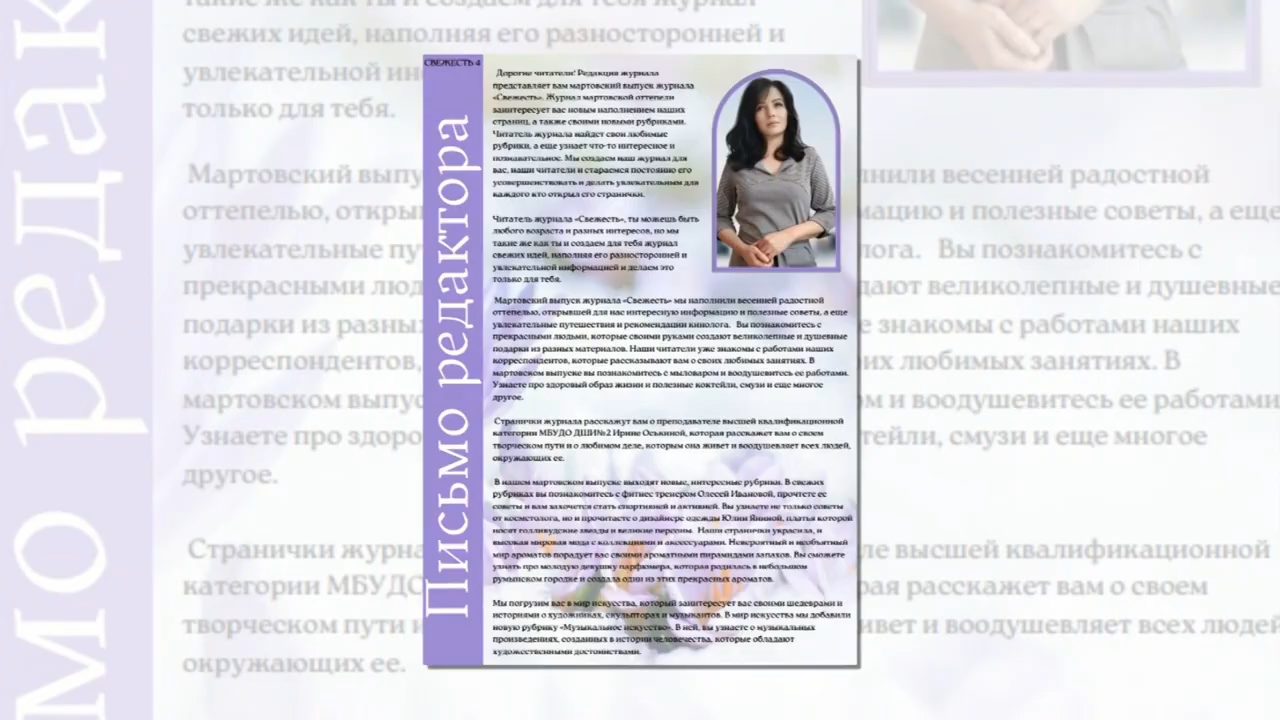 СВЕЖЕСТЬ 4
Письмо редактора
Дорогие читатели! Редакция журнала
представляет вам мартовский выпуск журнала
«Свежесть». Журнал мартовской оттепели
заинтересует вас новым наполнением наших
страниц, а также своими новыми рубриками.
Читатель журнала найдет свои любимые
рубрики, а еще узнает что-то интересное и
познавательное. Мы создаем наш журнал для
вас, наши читатели и стараемся постоянно его
усовершенствовать и делать увлекательным для
каждого кто открыл его странички.
Читатель журнала «Свежесть», ты можешь быть
любого возраста и разных интересов, но мы
такие же как ты и создаем для тебя журнал
свежих идей, наполняя его разносторонней и
увлекательной информацией и делаем это
только для тебя.
Мартовский выпуск журнала «Свежесть» мы наполнили весенней радостной
оттепелью, открывшей для нас интересную информацию и полезные советы, а еще
увлекательные путешествия и рекомендации кинолога. Вы познакомитесь с
прекрасными людьми, которые своими руками создают великолепные и душевные
подарки из разных материалов. Наши читатели уже знакомы с работами наших
корреспондентов, которые рассказывают вам о своих любимых занятиях. В
мартовском выпуске вы познакомитесь с мыловаром и воодушевитесь ее работами.
Узнаете про здоровый образ жизни и полезные коктейли, смузи и еще многое
другое.
Странички журнала расскажут вам о преподавателе высшей квалификационной
категории МБУДО ДШИ№2 Ирине Оськиной, которая расскажет вам о своем
творческом пути и о любимом деле, которым она живет и воодушевляет всех людей,
окружающих ее.
В нашем мартовском выпуске выходят новые, интересные рубрики. В свежих
рубриках вы познакомитесь с фитнес тренером Олесей Ивановой, прочтете ее
советы и вам захочется стать спортивней и активней. Вы узнаете не только советы
от косметолога, но и прочитаете о дизайнере одежды Юлии Яниной, платья которой
носят голливудские звезды и великие персоны. Наши странички украсила, и
высокая мировая мода с коллекциями и аксессуарами. Невероятный и необъятный
мир ароматов порадует вас своими ароматными пирамидами запахов. Вы сможете
узнать про молодую девушку парфюмера, которая родилась в небольшом
румынском городке и создала один из этих прекрасных ароматов.
Мы погрузим вас в мир искусства, который заинтересует вас своими шедеврами и
историями о художниках, скульпторах и музыкантов. В мир искусства мы добавили
новую рубрику «Музыкальное искусство». В ней, вы узнаете о музыкальных
произведениях, созданных в истории человечества, которые обладают
художественными достоинствами.